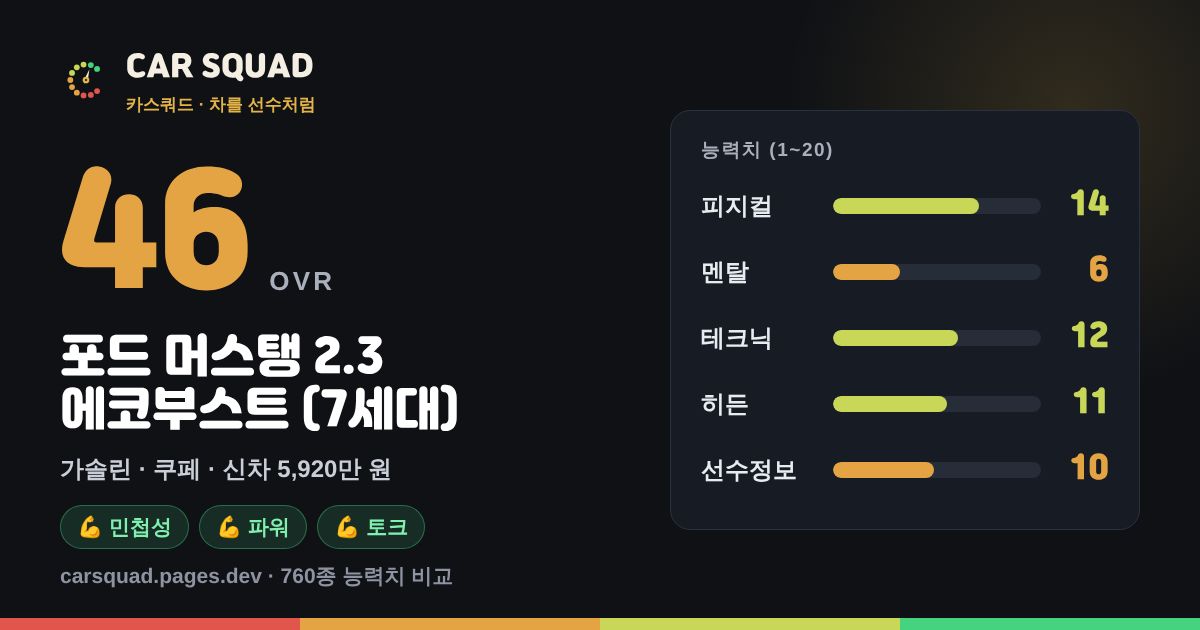 CAR SQUAD
카스쿼드 · 차를 선수처럼
46 OVR
포드 머스탱 2.3
에코부스트 (7세대)
가솔린 · 쿠페 · 신차 5,920만 원
💪 민첩성 💪 파워 💪 토크
carsquad.pages.dev · 760종 능력치 비교
능력치 (1~20)
피지컬 14
멘탈 6
테크닉 12
히든 11
선수정보 10